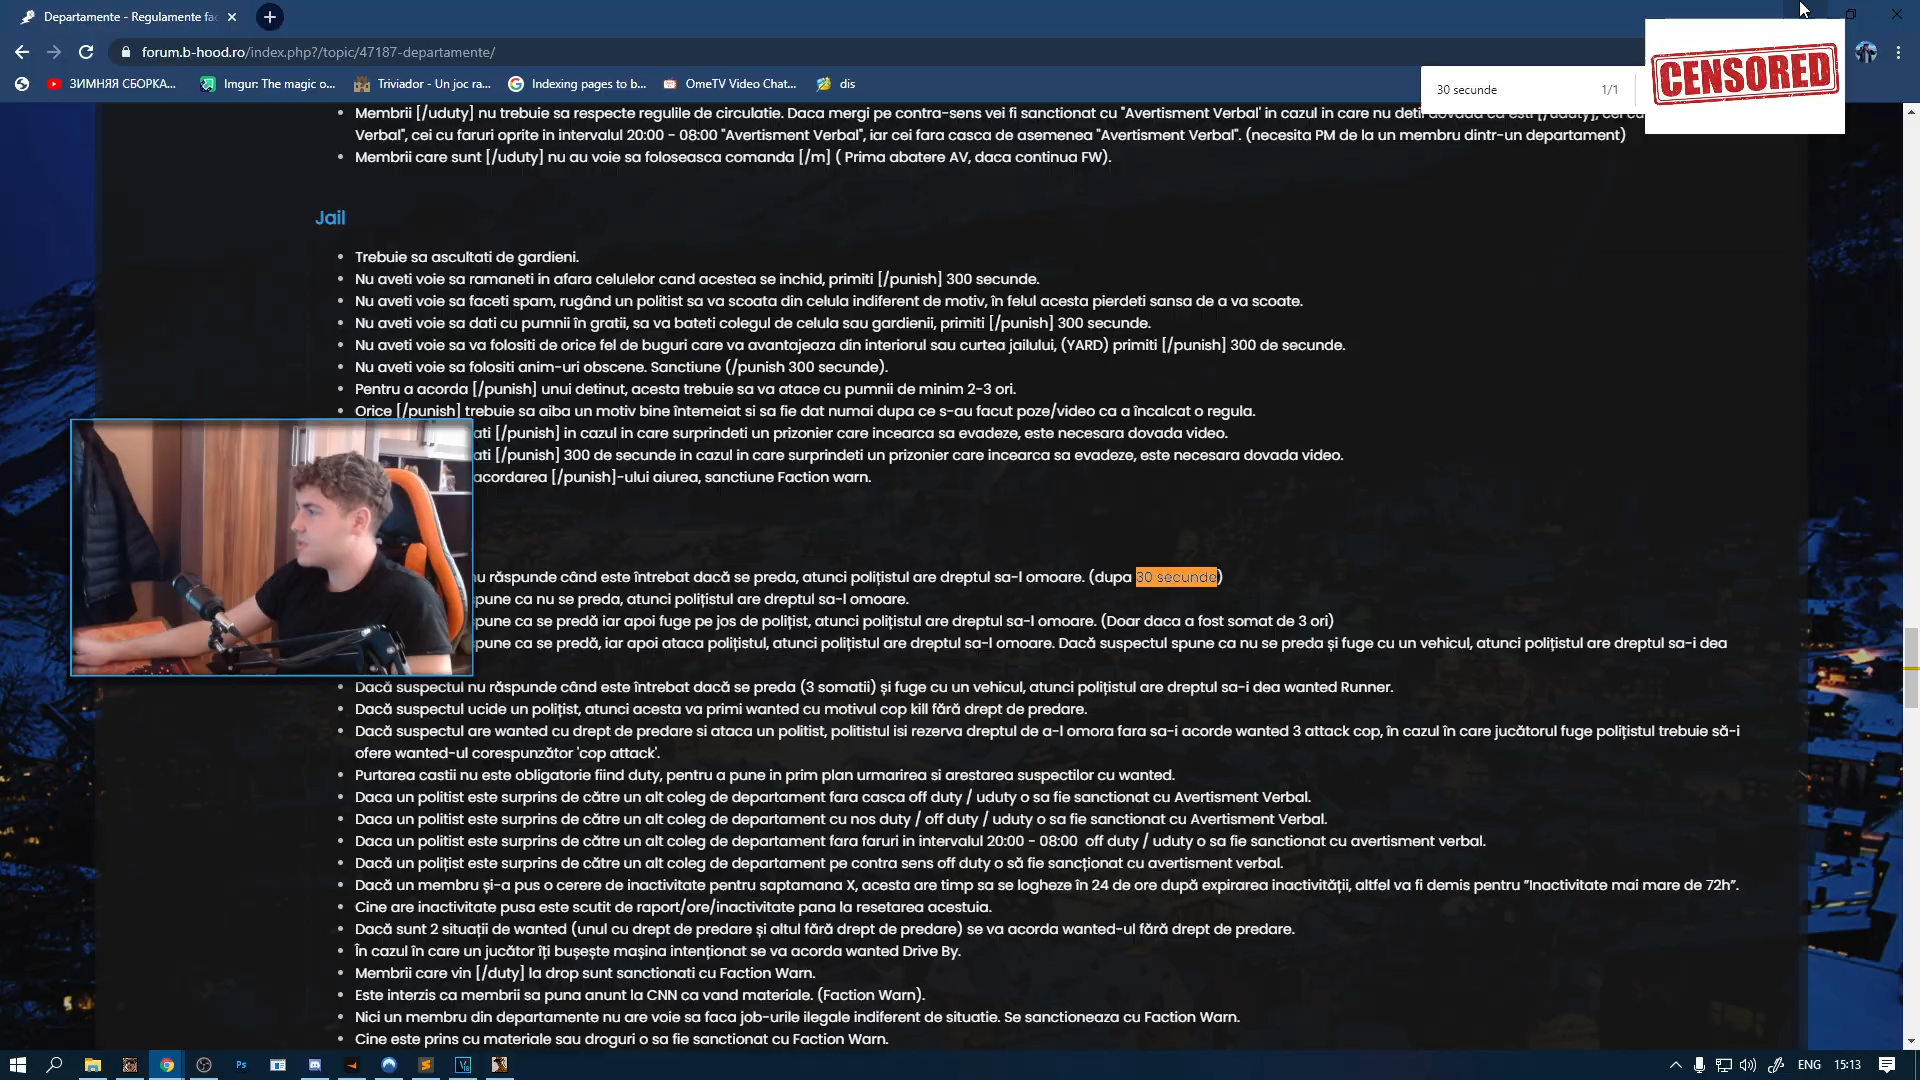 Departamente - Regulamente fac
forum.b-hood.ro/index.php?/topic/47187-departamente/
ЗИМНЯЯ СБОРКА...
Imgur: The magic o...
Triviador - Un joc ra...
Indexing pages to b...
OmeTV Video Chat...
dis
30 secunde
1/1
CENSORED
Membrii [/uduty] nu trebuie sa respecte regulile de circulatie. Daca mergi pe contra-sens vei fi sanctionat cu "Avertisment Verbal' in cazul in care nu detii dovada ca esti [/uduty], cei cu
Verbal", cei cu faruri oprite in intervalul 20:00 - 08:00 "Avertisment Verbal", iar cei fara casca de asemenea "Avertisment Verbal". (necesita PM de la un membru dintr-un departament)
Membrii care sunt [/uduty] nu au voie sa foloseasca comanda [/m] ( Prima abatere AV, daca continua FW).
Jail
Trebuie sa ascultati de gardieni.
Nu aveti voie sa ramaneti in afara celulelor cand acestea se inchid, primiti [/punish] 300 secunde.
Nu aveti voie sa faceti spam, rugând un politist sa va scoata din celula indiferent de motiv, în felul acesta pierdeti sansa de a va scoate.
Nu aveti voie sa dati cu pumnii în gratii, sa va bateti colegul de celula sau gardienii, primiti [/punish] 300 secunde.
Nu aveti voie sa va folositi de orice fel de buguri care va avantajeaza din interiorul sau curtea jailului, (YARD) primiti [/punish] 300 de secunde.
Nu aveti voie sa folositi anim-uri obscene. Sanctiune (/punish 300 secunde).
Pentru a acorda [/punish] unui detinut, acesta trebuie sa va atace cu pumnii de minim 2-3 ori.
Orice [/punish] trebuie sa aiba un motiv bine întemeiat si sa fie dat numai dupa ce s-au facut poze/video ca a încalcat o regula.
ati [/punish] in cazul in care surprindeti un prizonier care incearca sa evadeze, este necesara dovada video.
ati [/punish] 300 de secunde in cazul in care surprindeti un prizonier care incearca sa evadeze, este necesara dovada video.
acordarea [/punish]-ului aiurea, sanctiune Faction warn.
nu răspunde când este întrebat dacă se preda, atunci polițistul are dreptul sa-l omoare. (dupa 30 secunde)
spune ca nu se preda, atunci polițistul are dreptul sa-l omoare.
spune ca se predă iar apoi fuge pe jos de polițist, atunci polițistul are dreptul sa-l omoare. (Doar daca a fost somat de 3 ori)
spune ca se predă, iar apoi ataca polițistul, atunci polițistul are dreptul sa-l omoare. Dacă suspectul spune ca nu se preda și fuge cu un vehicul, atunci polițistul are dreptul sa-i dea
Dacă suspectul nu răspunde când este întrebat dacă se preda (3 somatii) și fuge cu un vehicul, atunci polițistul are dreptul sa-i dea wanted Runner.
Dacă suspectul ucide un polițist, atunci acesta va primi wanted cu motivul cop kill fără drept de predare.
Dacă suspectul are wanted cu drept de predare si ataca un politist, politistul isi rezerva dreptul de a-l omora fara sa-i acorde wanted 3 attack cop, în cazul în care jucătorul fuge polițistul trebuie să-i
ofere wanted-ul corespunzător 'cop attack'.
Purtarea castii nu este obligatorie fiind duty, pentru a pune in prim plan urmarirea si arestarea suspectilor cu wanted.
Daca un politist este surprins de către un alt coleg de departament fara casca off duty / uduty o sa fie sanctionat cu Avertisment Verbal.
Daca un politist este surprins de către un alt coleg de departament cu nos duty / off duty / uduty o sa fie sanctionat cu Avertisment Verbal.
Daca un politist este surprins de către un alt coleg de departament fara faruri in intervalul 20:00 - 08:00 off duty / uduty o sa fie sanctionat cu avertisment verbal.
Dacă un polițist este surprins de către un alt coleg de departament pe contra sens off duty o să fie sancționat cu avertisment verbal.
Dacă un membru și-a pus o cerere de inactivitate pentru saptamana X, acesta are timp sa se logheze în 24 de ore după expirarea inactivității, altfel va fi demis pentru ”Inactivitate mai mare de 72h”.
Cine are inactivitate pusa este scutit de raport/ore/inactivitate pana la resetarea acestuia.
Dacă sunt 2 situații de wanted (unul cu drept de predare și altul fără drept de predare) se va acorda wanted-ul fără drept de predare.
În cazul în care un jucător îți bușește mașina intenționat se va acorda wanted Drive By.
Membrii care vin [/duty] la drop sunt sanctionati cu Faction Warn.
Este interzis ca membrii sa puna anunt la CNN ca vand materiale. (Faction Warn).
Nici un membru din departamente nu are voie sa faca job-urile ilegale indiferent de situatie. Se sanctioneaza cu Faction Warn.
Cine este prins cu materiale sau droguri o sa fie sanctionat cu Faction Warn.
ENG
15:13